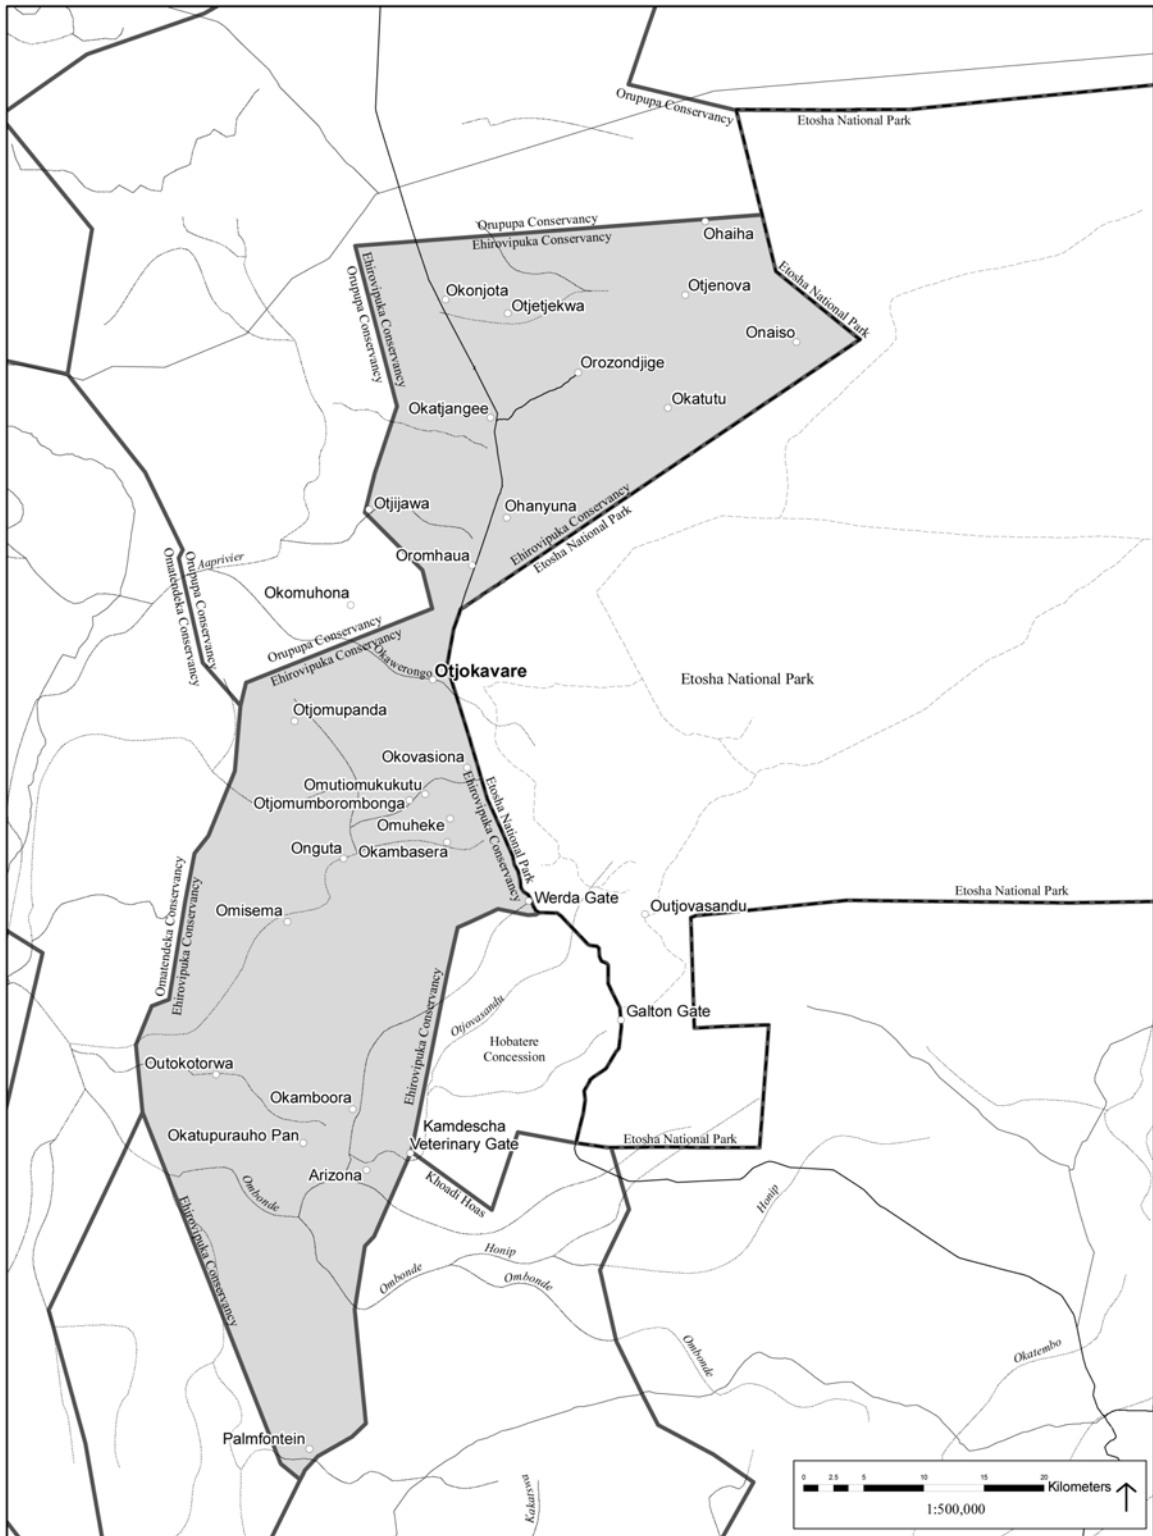 Orupupa Conservancy
Etosha National Park
Orupupa Conservancy
Ehirovipuka Conservancy
Ohaiha
Ehirovipuka Conservancy
Orupupa Conservancy
Etosha National Park
Okonjota
Otjetjekwa
Otjenova
Onaiso
Orozondjige
Okatjangee
Okatutu
Otjijawa
Ohanyuna
Ehirovipuka Conservancy
Etosha National Park
Oromhaua
Aaprivier
Orupupa Conservancy
Omatendeka Conservancy
Okomuhona
Orupupa Conservancy
Ehirovipuka Conservancy
Okawerongo
Otjokavare
Etosha National Park
Otjomupanda
Okovasiona
Omutiomukukutu
Otjomumborombonga
Omuheke
Onguta
Okambasera
Etosha National Park
Ehirovipuka Conservancy
Omatendeka Conservancy
Ehirovipuka Conservancy
Omisema
Werda Gate
Outjovasandu
Etosha National Park
Ehirovipuka Conservancy
Otjovasandu
Galton Gate
Hobatere
Concession
Outokotorwa
Okamboora
Okatupurauho Pan
Kamdescha
Veterinary Gate
Etosha National Park
Arizona
Khoadi Hoas
Ombonde
Ehirovipuka Conservancy
Honip
Honip
Ombonde
Ombonde
Ombonde
Okatembo
Palmfontein
Kakatswa
0 2.5 5 10 15 20
Kilometers
1:500,000